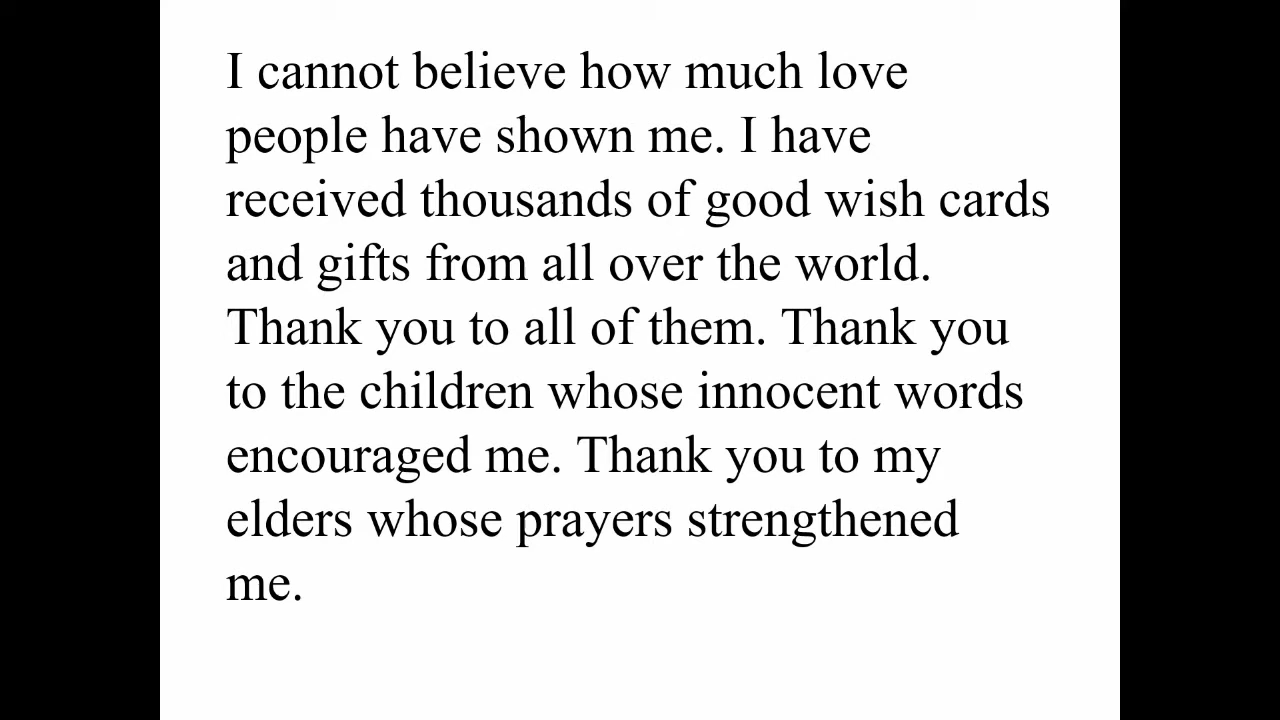 I cannot believe how much love
people have shown me. I have
received thousands of good wish cards
and gifts from all over the world.
Thank you to all of them. Thank you
to the children whose innocent words
encouraged me. Thank you to my
elders whose prayers strengthened
me.